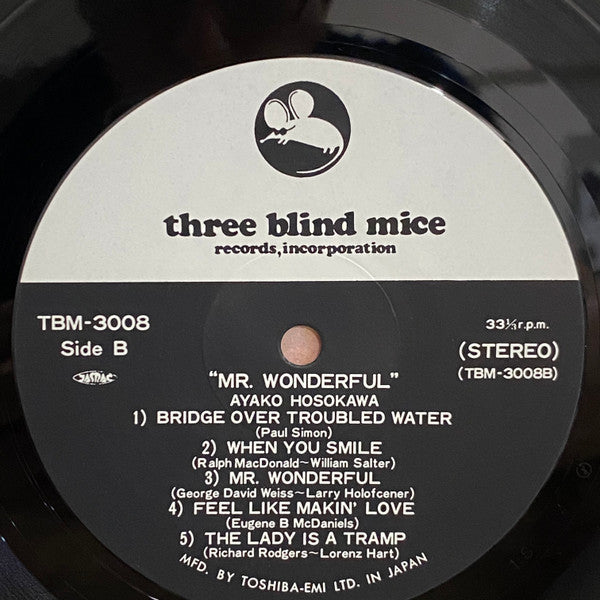 three blind mice
records, incorporation
TBM-3008
33⅓r.p.m.
Side B
(STEREO)
JASRAC
(TBM-3008B)
"MR. WONDERFUL"
AYAKO HOSOKAWA
1) BRIDGE OVER TROUBLED WATER
(Paul Simon)
2) WHEN YOU SMILE
(Ralph MacDonald~William Salter)
3) MR. WONDERFUL
(George David Weiss~Larry Holofcener)
4) FEEL LIKE MAKIN' LOVE
(Eugene B McDaniels)
5) THE LADY IS A TRAMP
(Richard Rodgers~Lorenz Hart)
MFD. BY TOSHIBA-EMI LTD. IN JAPAN